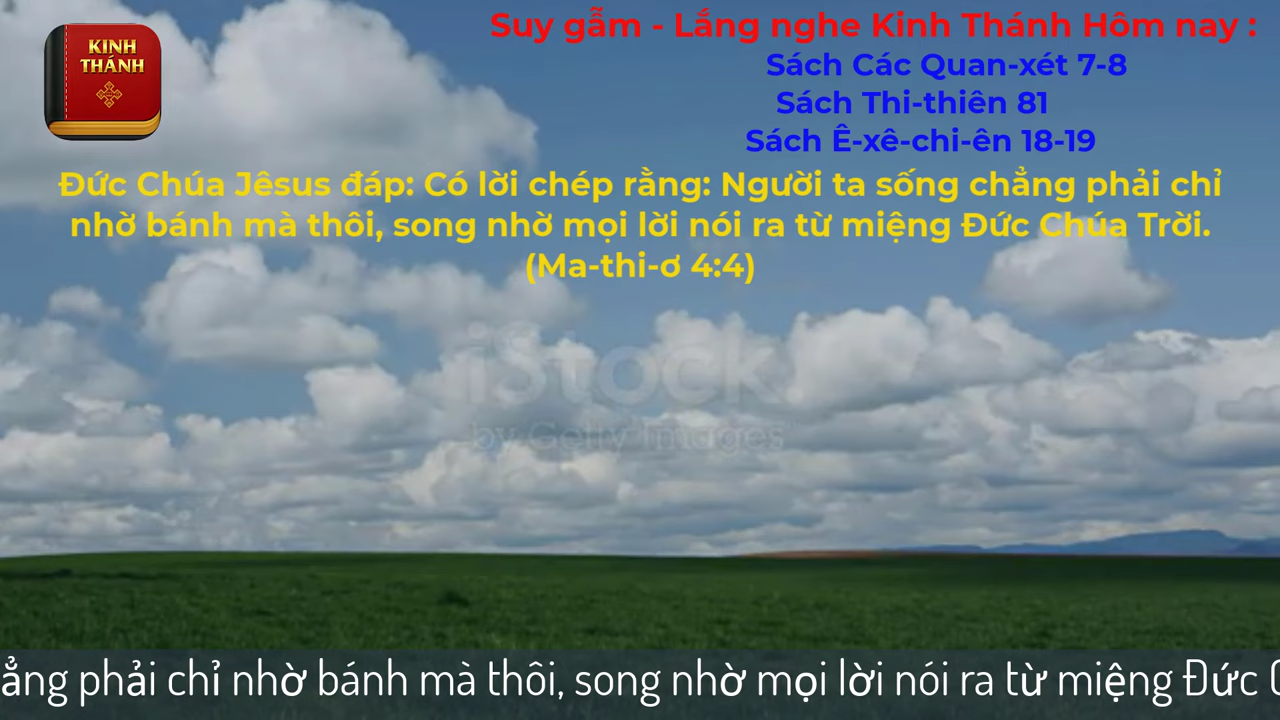 KINH
THÁNH
Suy gẫm - Lắng nghe Kinh Thánh Hôm nay :
Sách Các Quan-xét 7-8
Sách Thi-thiên 81
Sách Ê-xê-chi-ên 18-19
Đức Chúa Jêsus đáp: Có lời chép rằng: Người ta sống chẳng phải chỉ
nhờ bánh mà thôi, song nhờ mọi lời nói ra từ miệng Đức Chúa Trời.
(Ma-thi-ơ 4:4)
iStock
by Getty Images™
ẳng phải chỉ nhờ bánh mà thôi, song nhờ mọi lời nói ra từ miệng Đức